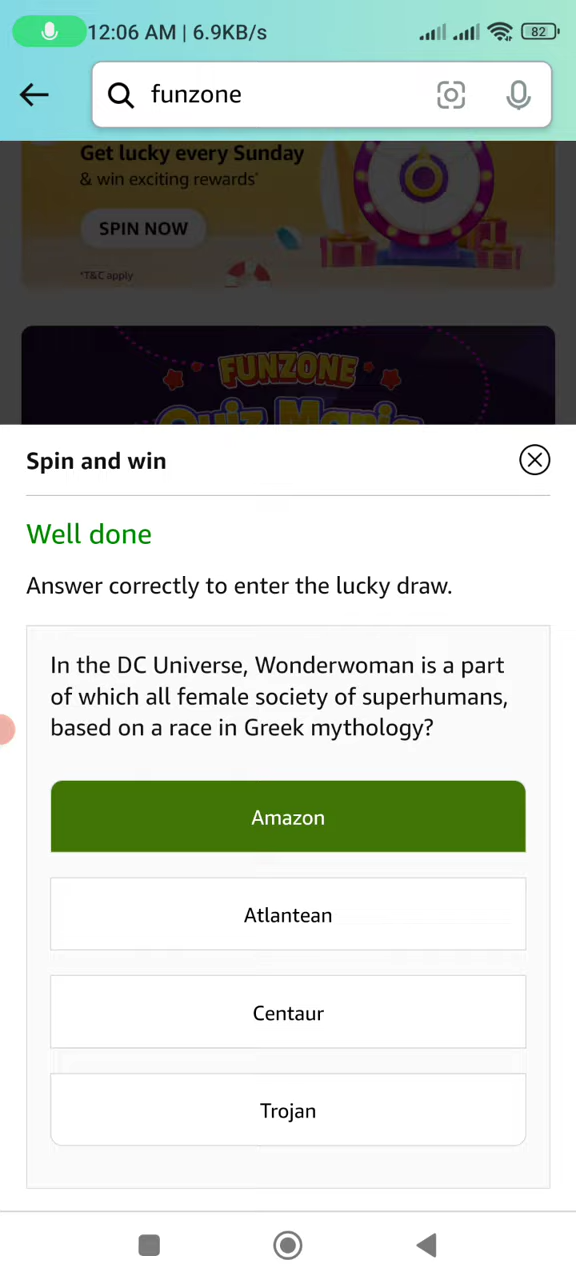 12:06 AM | 6.9KB/s
82
funzone
Get lucky every Sunday
& win exciting rewards*
SPIN NOW
*T&C apply
FUNZONE
Quiz Mania
Spin and win
Well done
Answer correctly to enter the lucky draw.
In the DC Universe, Wonderwoman is a part
of which all female society of superhumans,
based on a race in Greek mythology?
Amazon
Atlantean
Centaur
Trojan